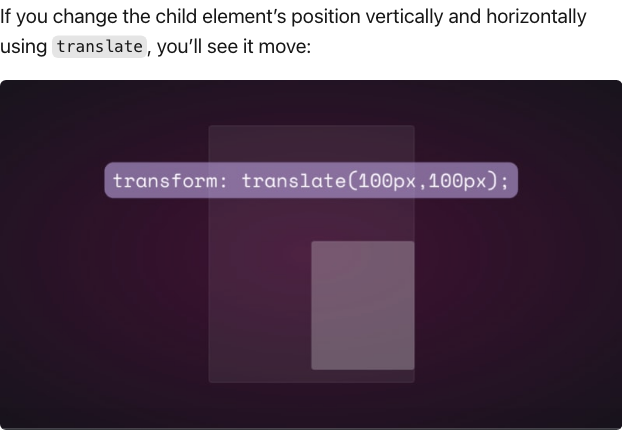 If you change the child element’s position vertically and horizontally
using translate, you’ll see it move:
transform: translate(100px,100px);